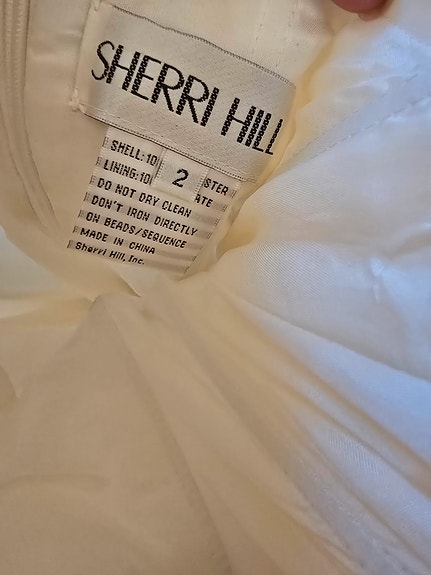 SHERRI HILL
SHELL:10 STER
LINING:10 ATE
2
DO NOT DRY CLEAN
DON'T IRON DIRECTLY
ON BEADS/SEQUENCE
MADE IN CHINA
Sherri Hill, Inc.